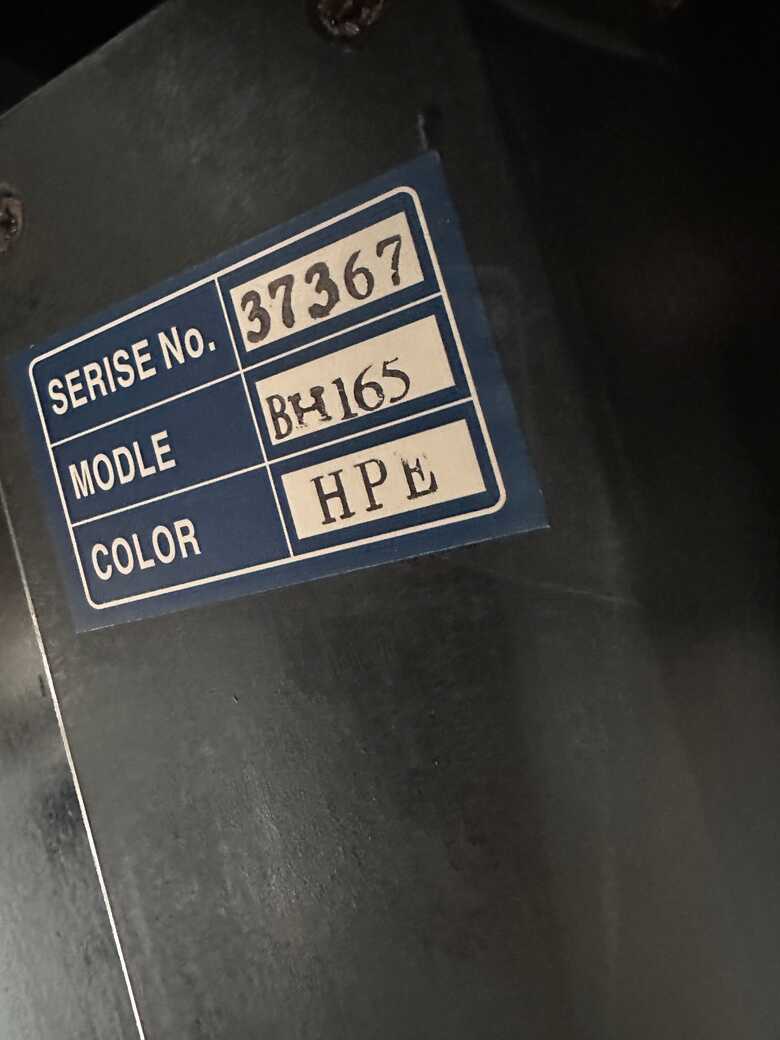 SERISE No. 37367
MODLE BH165
COLOR HPE